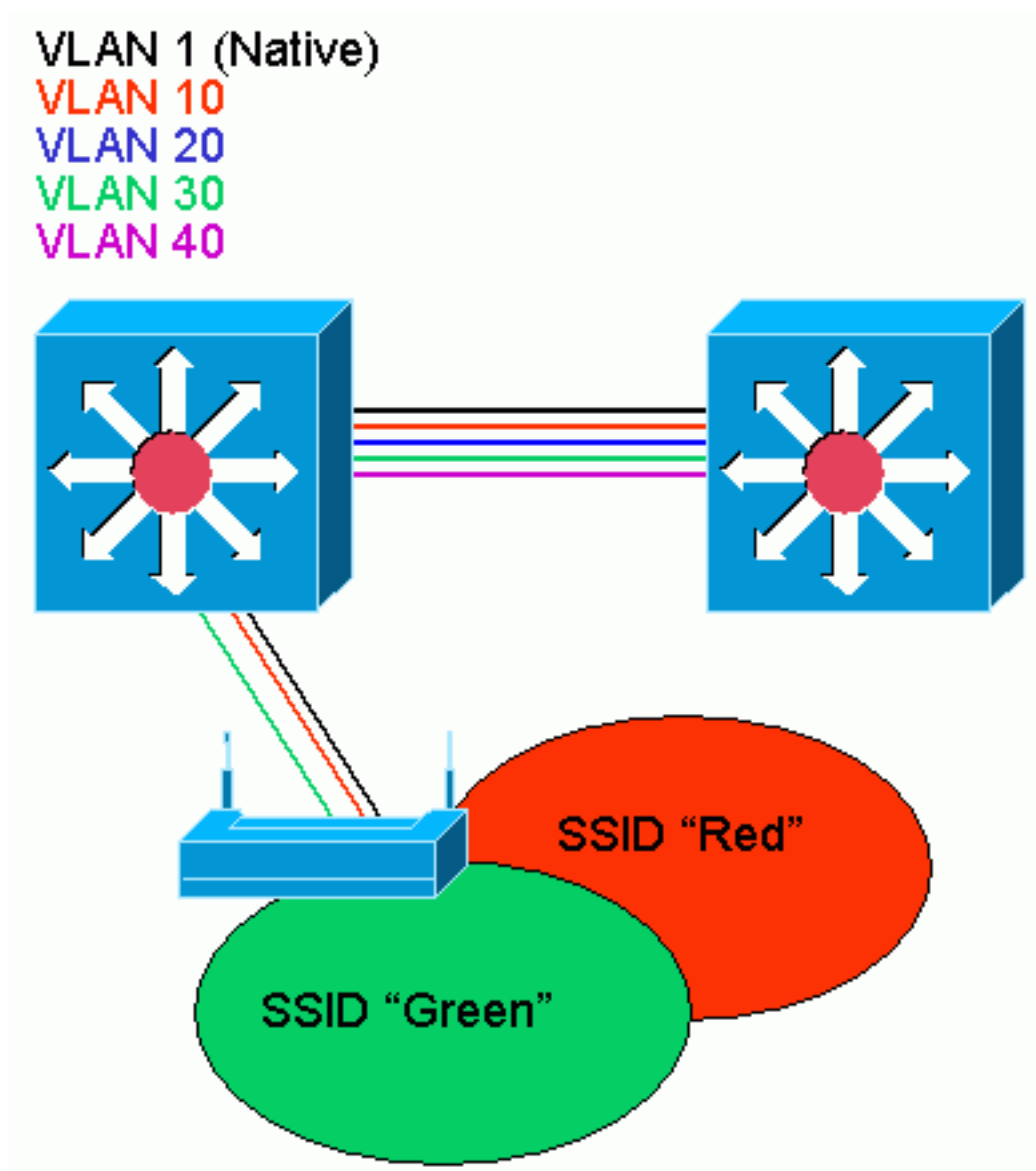 VLAN 1 (Native)
VLAN 10
VLAN 20
VLAN 30
VLAN 40
SSID “Red”
SSID “Green”